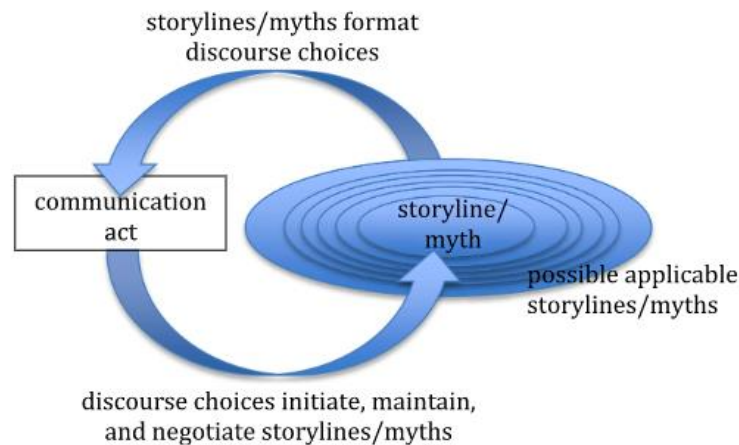 storylines/myths format
discourse choices
communication
act
storyline/
myth
possible applicable
storylines/myths
discourse choices initiate, maintain,
and negotiate storylines/myths